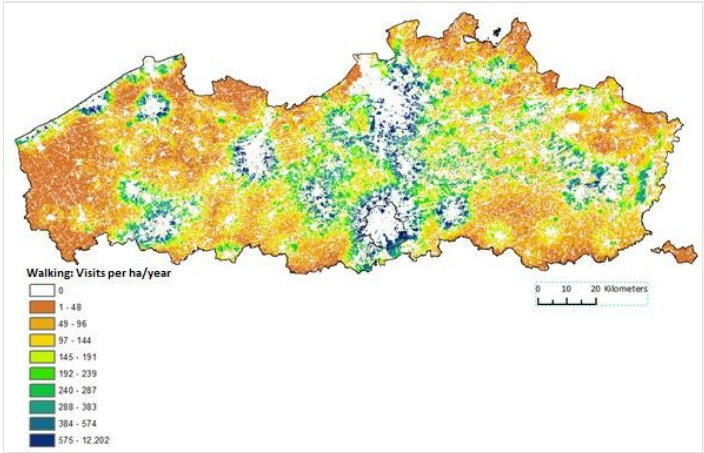 Walking: Visits per ha/year
0
1 - 48
49 - 96
97 - 144
145 - 191
192 - 239
240 - 287
288 - 383
384 - 574
575 - 12,202
0 10 20 Kilometers